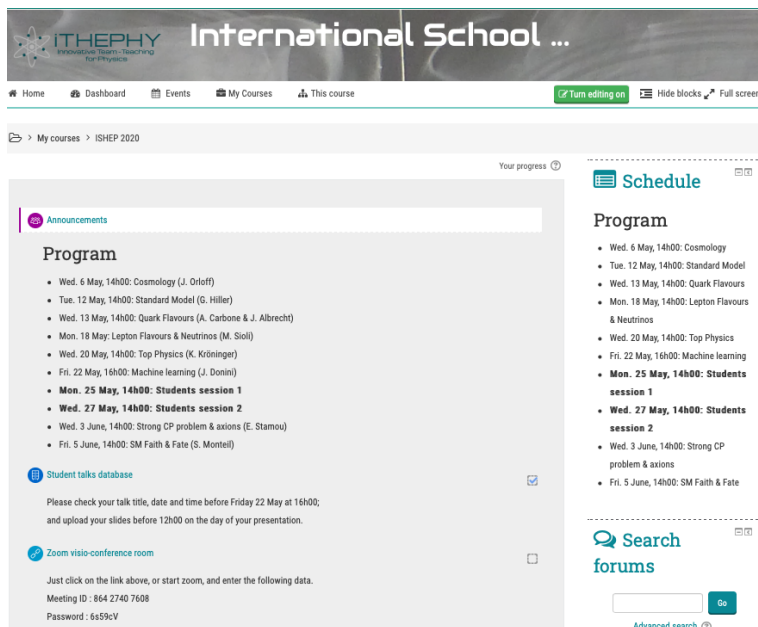 iTHEPHY
Innovative Team-Teaching
for Physics
International School ...
Home
Dashboard
Events
My Courses
This course
Turn editing on
Hide blocks
Full screen
> My courses > ISHEP 2020
Your progress
Announcements
Program
Wed. 6 May, 14h00: Cosmology (J. Orloff)
Tue. 12 May, 14h00: Standard Model (G. Hiller)
Wed. 13 May, 14h00: Quark Flavours (A. Carbone & J. Albrecht)
Mon. 18 May: Lepton Flavours & Neutrinos (M. Sioli)
Wed. 20 May, 14h00: Top Physics (K. Kröninger)
Fri. 22 May, 16h00: Machine learning (J. Donini)
Mon. 25 May, 14h00: Students session 1
Wed. 27 May, 14h00: Students session 2
Wed. 3 June, 14h00: Strong CP problem & axions (E. Stamou)
Fri. 5 June, 14h00: SM Faith & Fate (S. Monteil)
Student talks database
Please check your talk title, date and time before Friday 22 May at 16h00;
and upload your slides before 12h00 on the day of your presentation.
Zoom visio-conference room
Just click on the link above, or start zoom, and enter the following data.
Meeting ID : 864 2740 7608
Password : 6s59cV
Schedule
Program
Wed. 6 May, 14h00: Cosmology
Tue. 12 May, 14h00: Standard Model
Wed. 13 May, 14h00: Quark Flavours
Mon. 18 May, 14h00: Lepton Flavours
& Neutrinos
Wed. 20 May, 14h00: Top Physics
Fri. 22 May, 16h00: Machine learning
Mon. 25 May, 14h00: Students
session 1
Wed. 27 May, 14h00: Students
session 2
Wed. 3 June, 14h00: Strong CP
problem & axions
Fri. 5 June, 14h00: SM Faith & Fate
Search
forums
Go
Advanced search